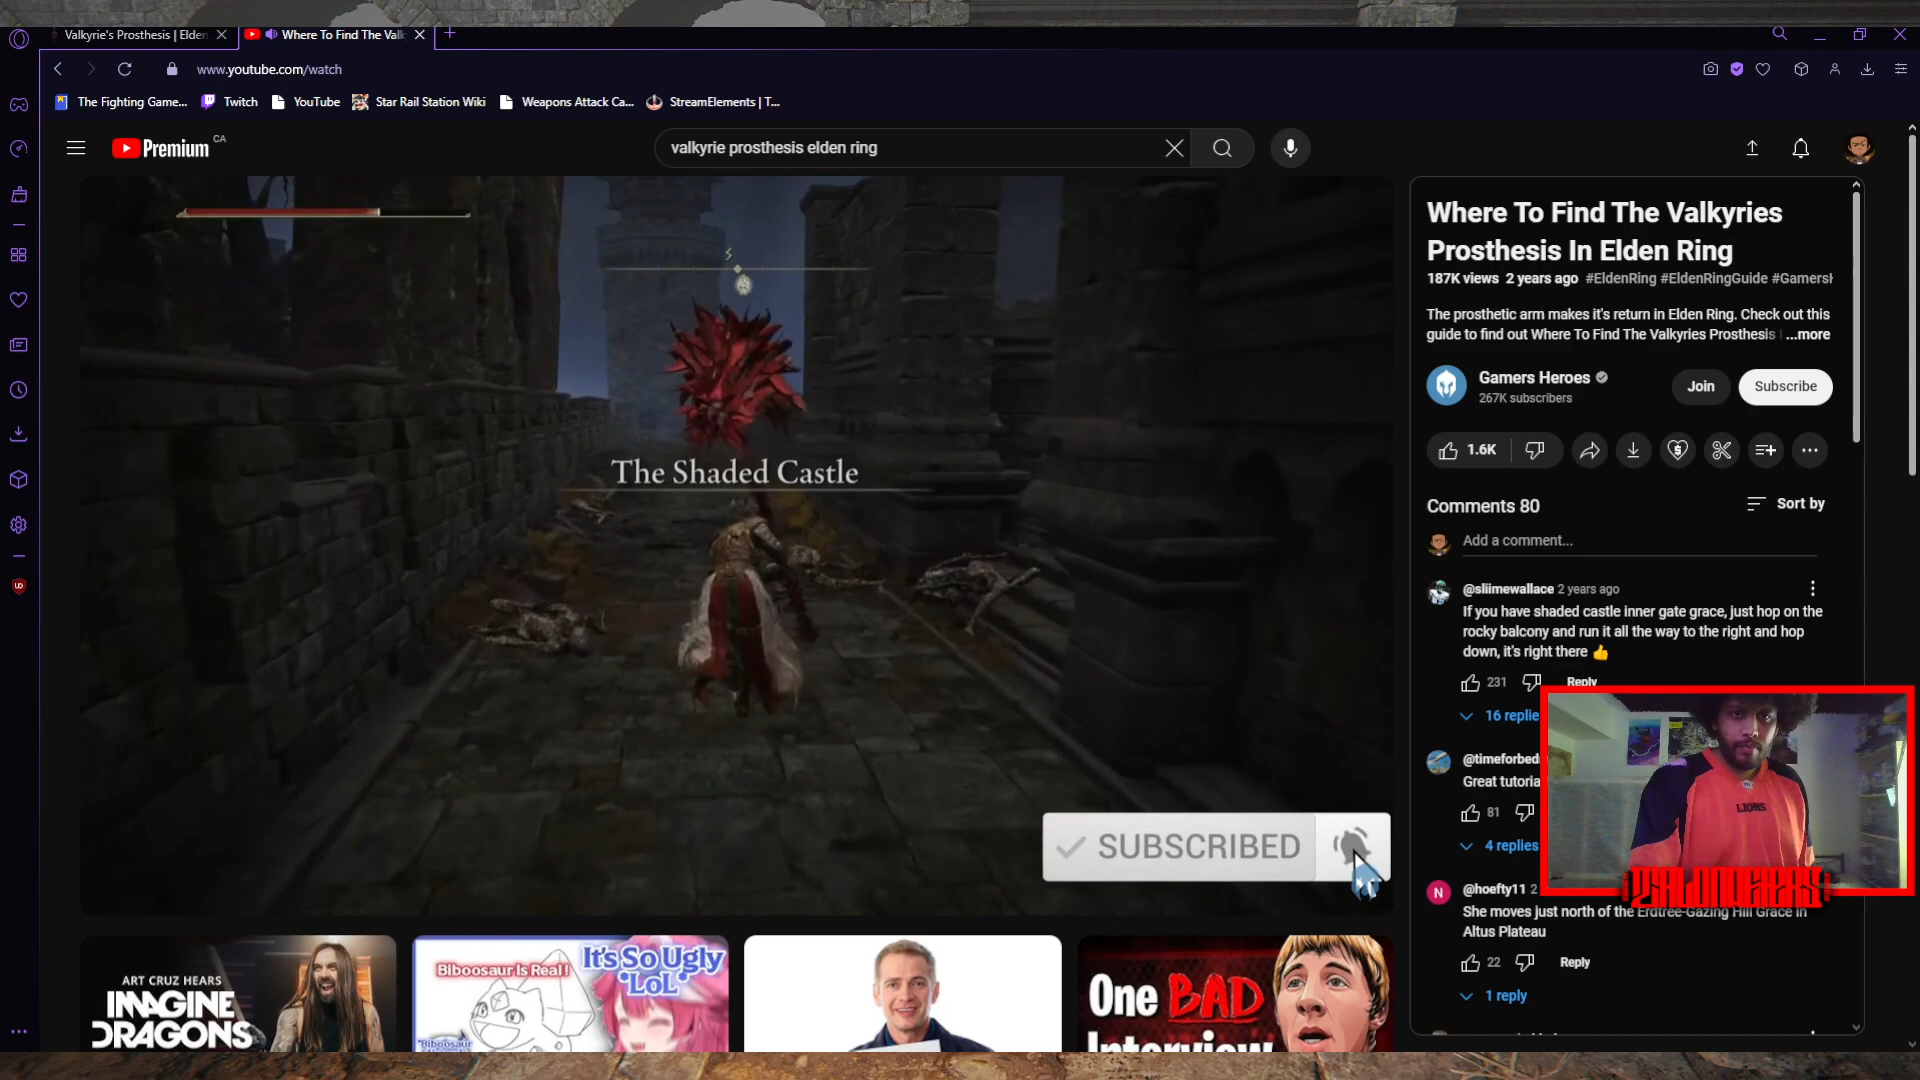 Valkyrie's Prosthesis | Elden
Where To Find The Valk
www.youtube.com/watch
The Fighting Game...
Twitch
YouTube
Star Rail Station Wiki
Weapons Attack Ca...
StreamElements | T...
Premium
CA
valkyrie prosthesis elden ring
The Shaded Castle
SUBSCRIBED
Where To Find The Valkyries
Prosthesis In Elden Ring
187K views 2 years ago #EldenRing #EldenRingGuide #GamersH
The prosthetic arm makes it's return in Elden Ring. Check out this
guide to find out Where To Find The Valkyries Prosthesis ...more
Gamers Heroes
267K subscribers
Join
Subscribe
1.6K
Comments 80
Sort by
Add a comment...
@sliimewallace 2 years ago
If you have shaded castle inner gate grace, just hop on the
rocky balcony and run it all the way to the right and hop
down, it's right there 👍
231
Reply
16 replie
@timeforbed
Great tutoria
81
4 replies
@hoefty11 2
She moves just north of the Erdtree-Gazing Hill Grace in
Altus Plateau
22
Reply
1 reply
LIONS
N
UD
ART CRUZ HEARS
IMAGINE
DRAGONS
Biboosaur Is Real!
It's So Ugly
LOL
"Biboosaur
One BAD
Interview